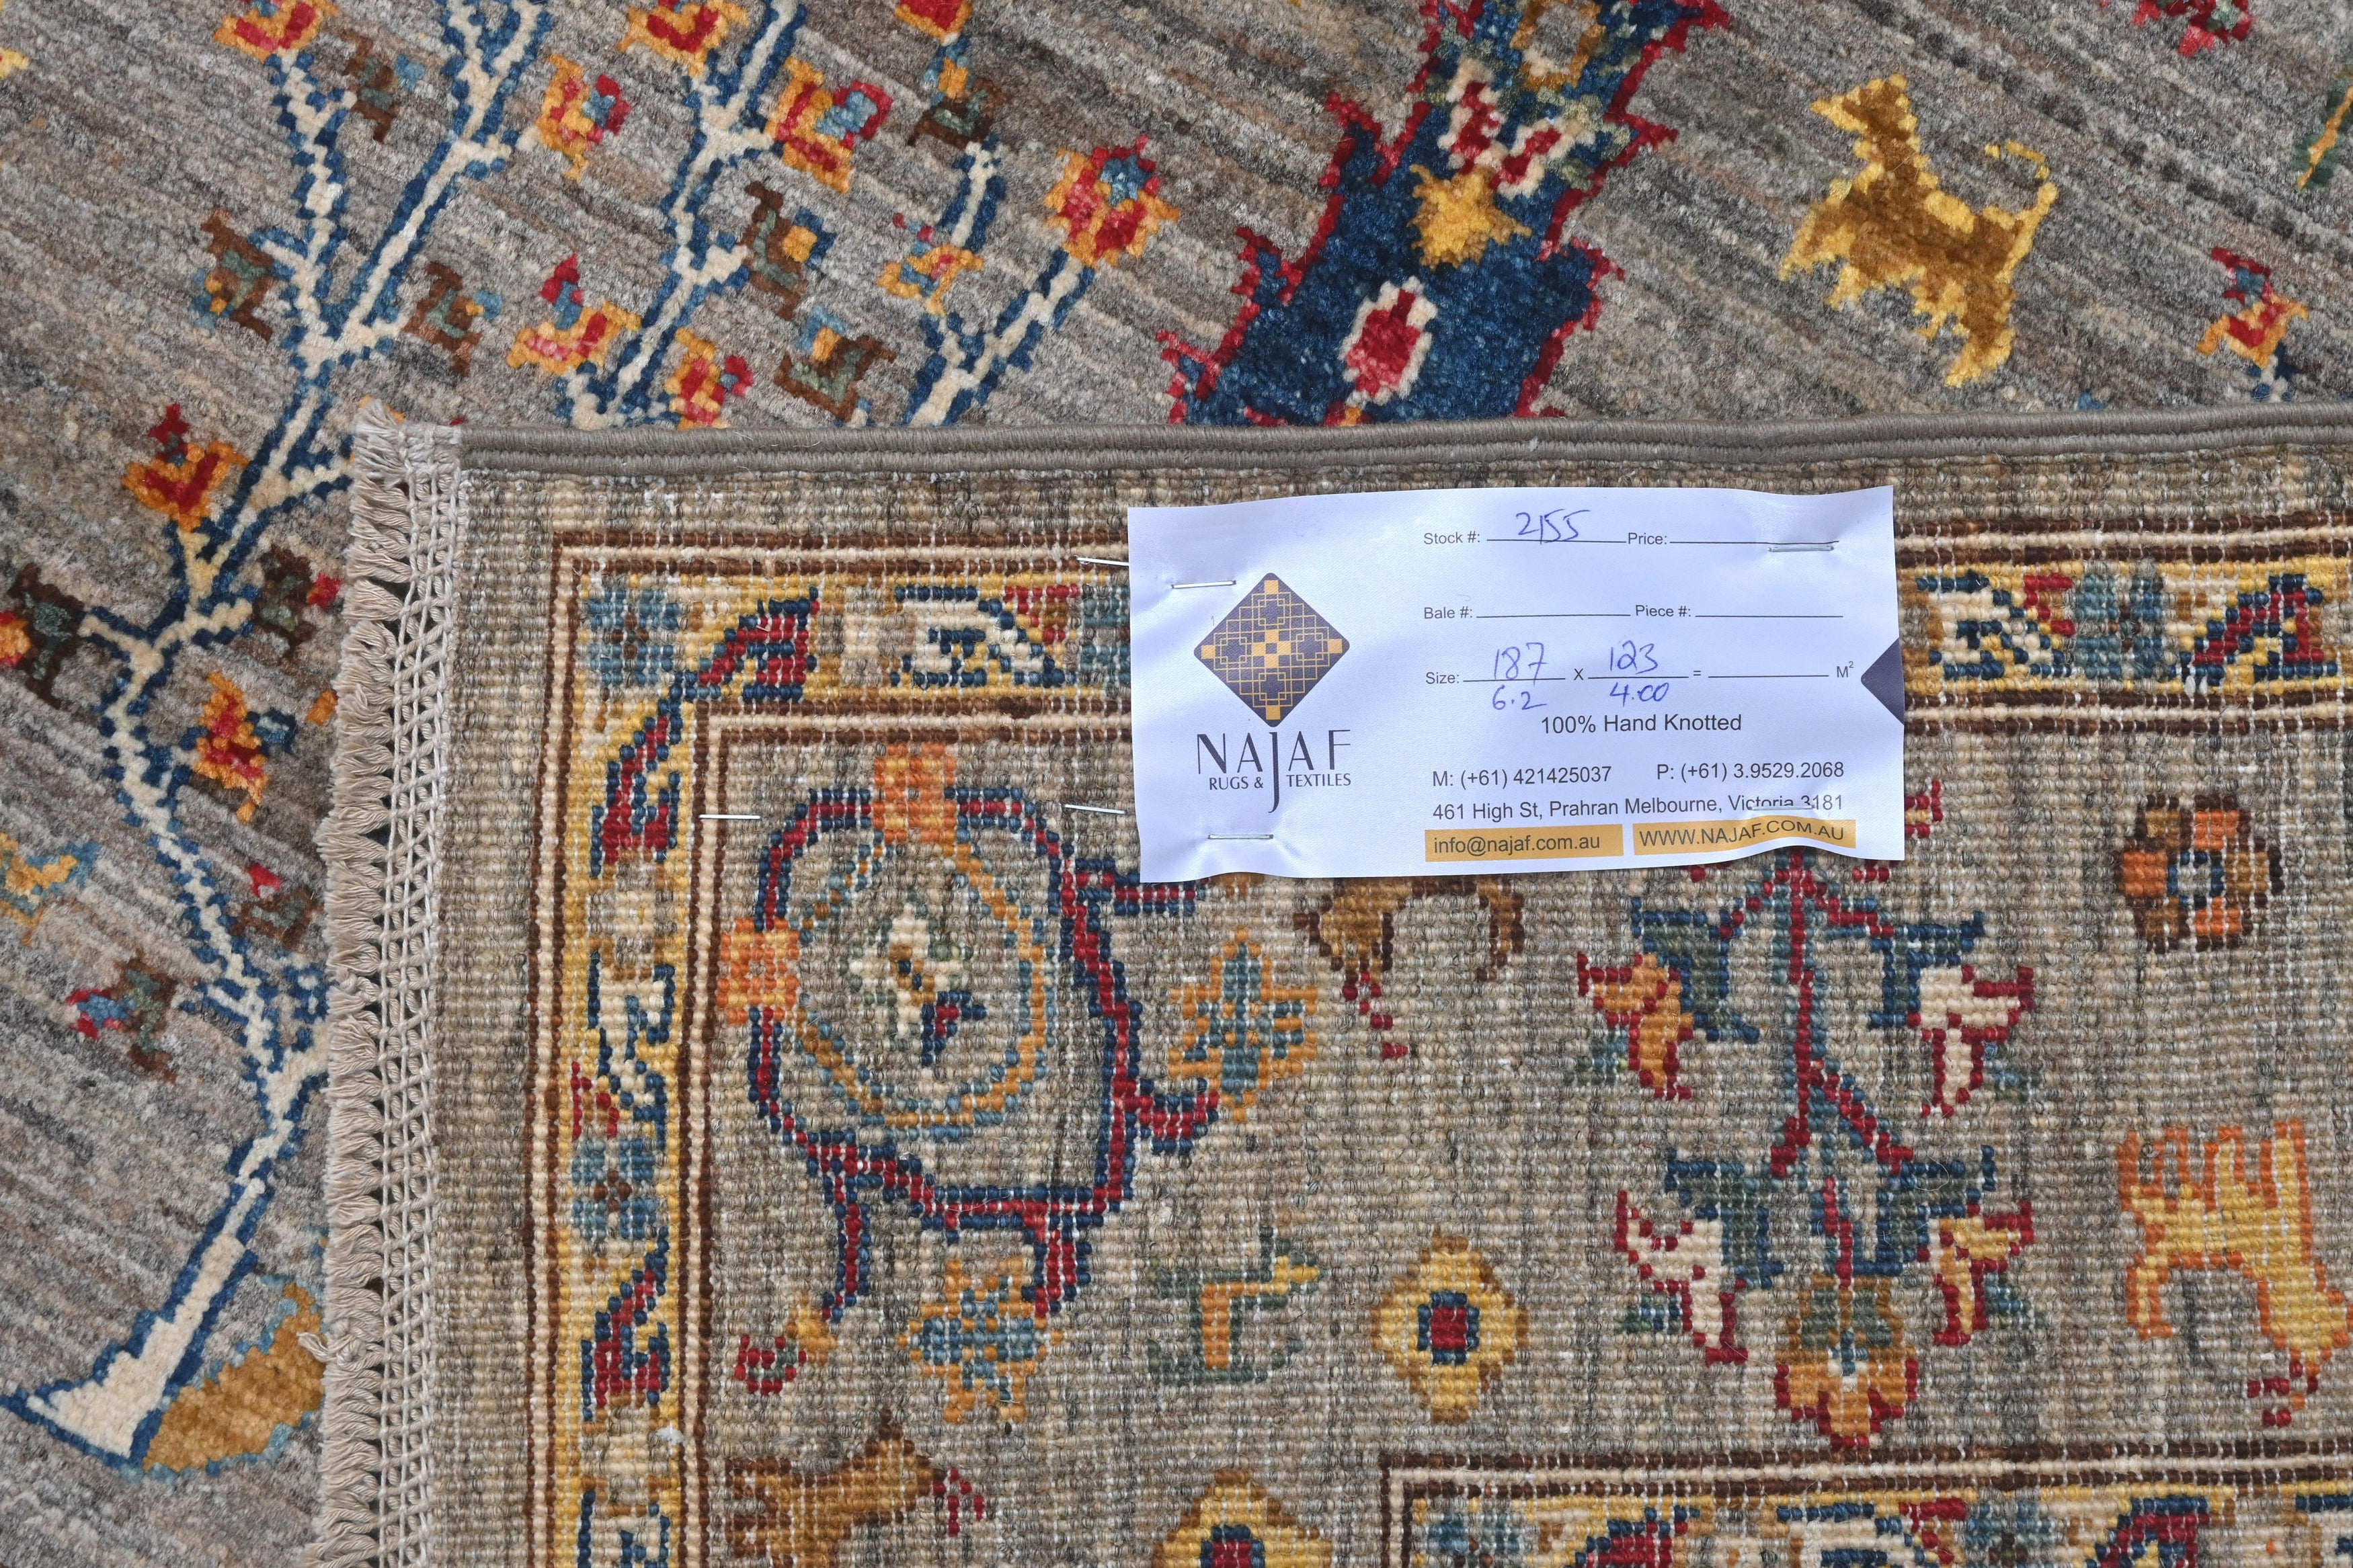 Stock #: 2155 Price:
Bale #: Piece #:
Size: 187 x 123 = M²
6.2 4.00
100% Hand Knotted
NAJAF
RUGS & TEXTILES
M: (+61) 421425037 P: (+61) 3.9529.2068
461 High St, Prahran Melbourne, Victoria 3181
info@najaf.com.au WWW.NAJAF.COM.AU